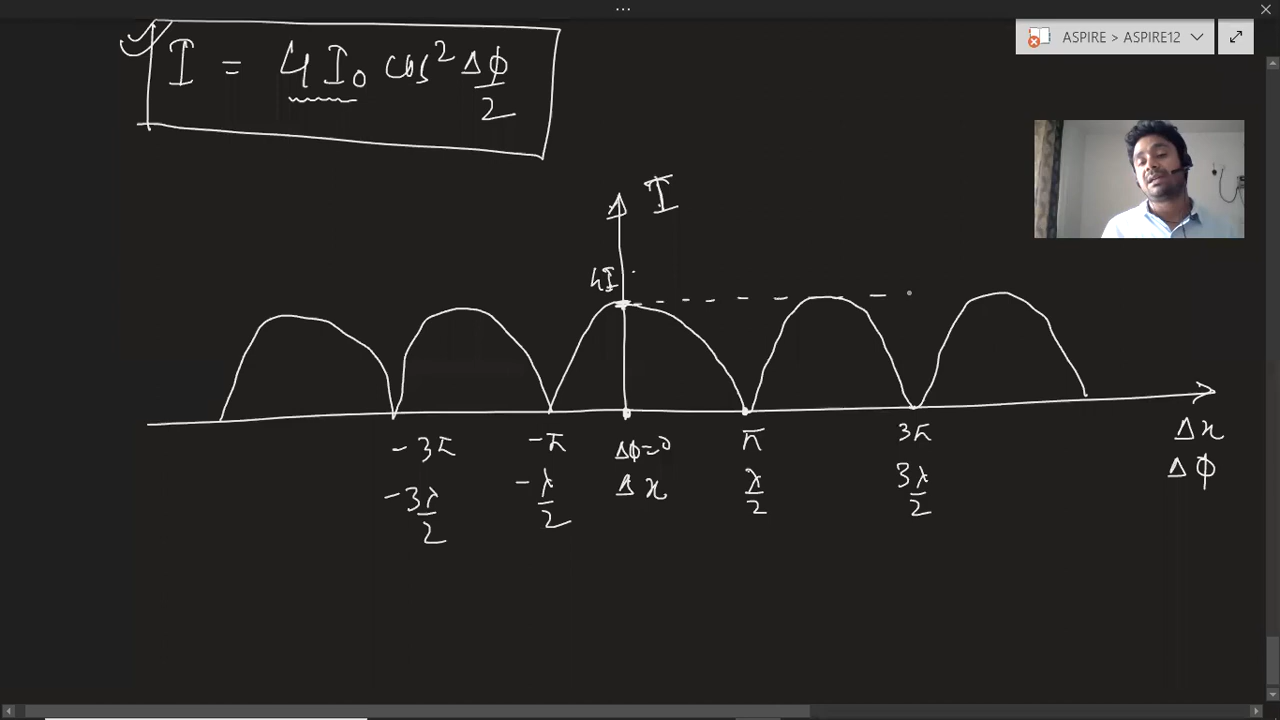 ASPIRE > ASPIRE12
I = 4I₀ cos² Δϕ/2
I
4I
-3π -π Δϕ=0 π 3π Δx
-3λ/2 -λ/2 Δx λ/2 3λ/2 Δϕ